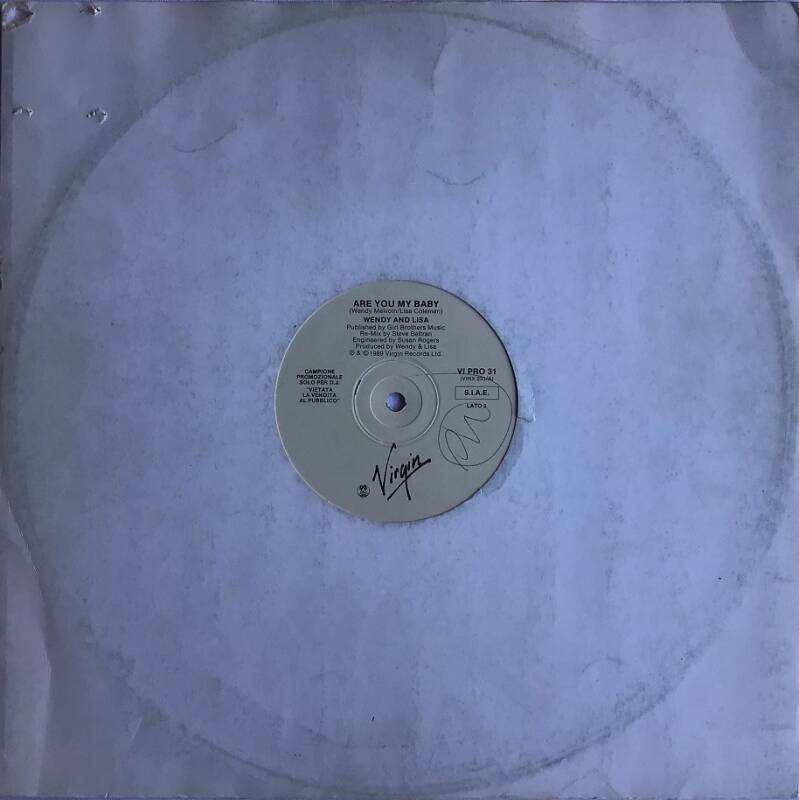 ARE YOU MY BABY
(Wendy Melvoin/Lisa Coleman)
WENDY AND LISA
Published by Girl Brothers Music
Re-Mix by Steve Beltran
Engineered by Susan Rogers
Produced by Wendy & Lisa
℗ & © 1989 Virgin Records Ltd.
CAMPIONE
PROMOZIONALE
SOLO PER D.J.
"VIETATA
LA VENDITA
AL PUBBLICO"
VI PRO 31
S.I.A.E.
LATO 2
Virgin